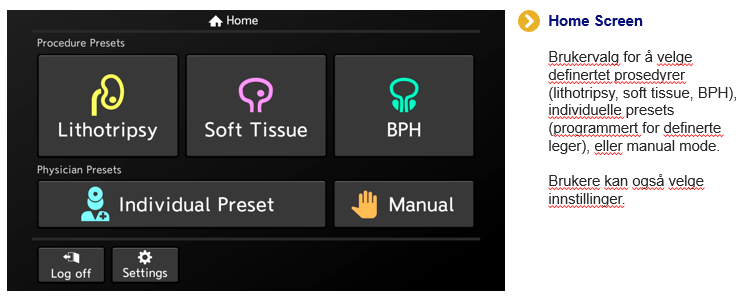 Home
Procedure Presets
Lithotripsy
Soft Tissue
BPH
Physician Presets
Individual Preset
Manual
Log off
Settings
Home Screen
Brukervalg for å velge
definertet prosedyrer
(lithotripsy, soft tissue, BPH),
individuelle presets
(programmert for definerte
leger), eller manual mode.
Brukere kan også velge
innstillinger.